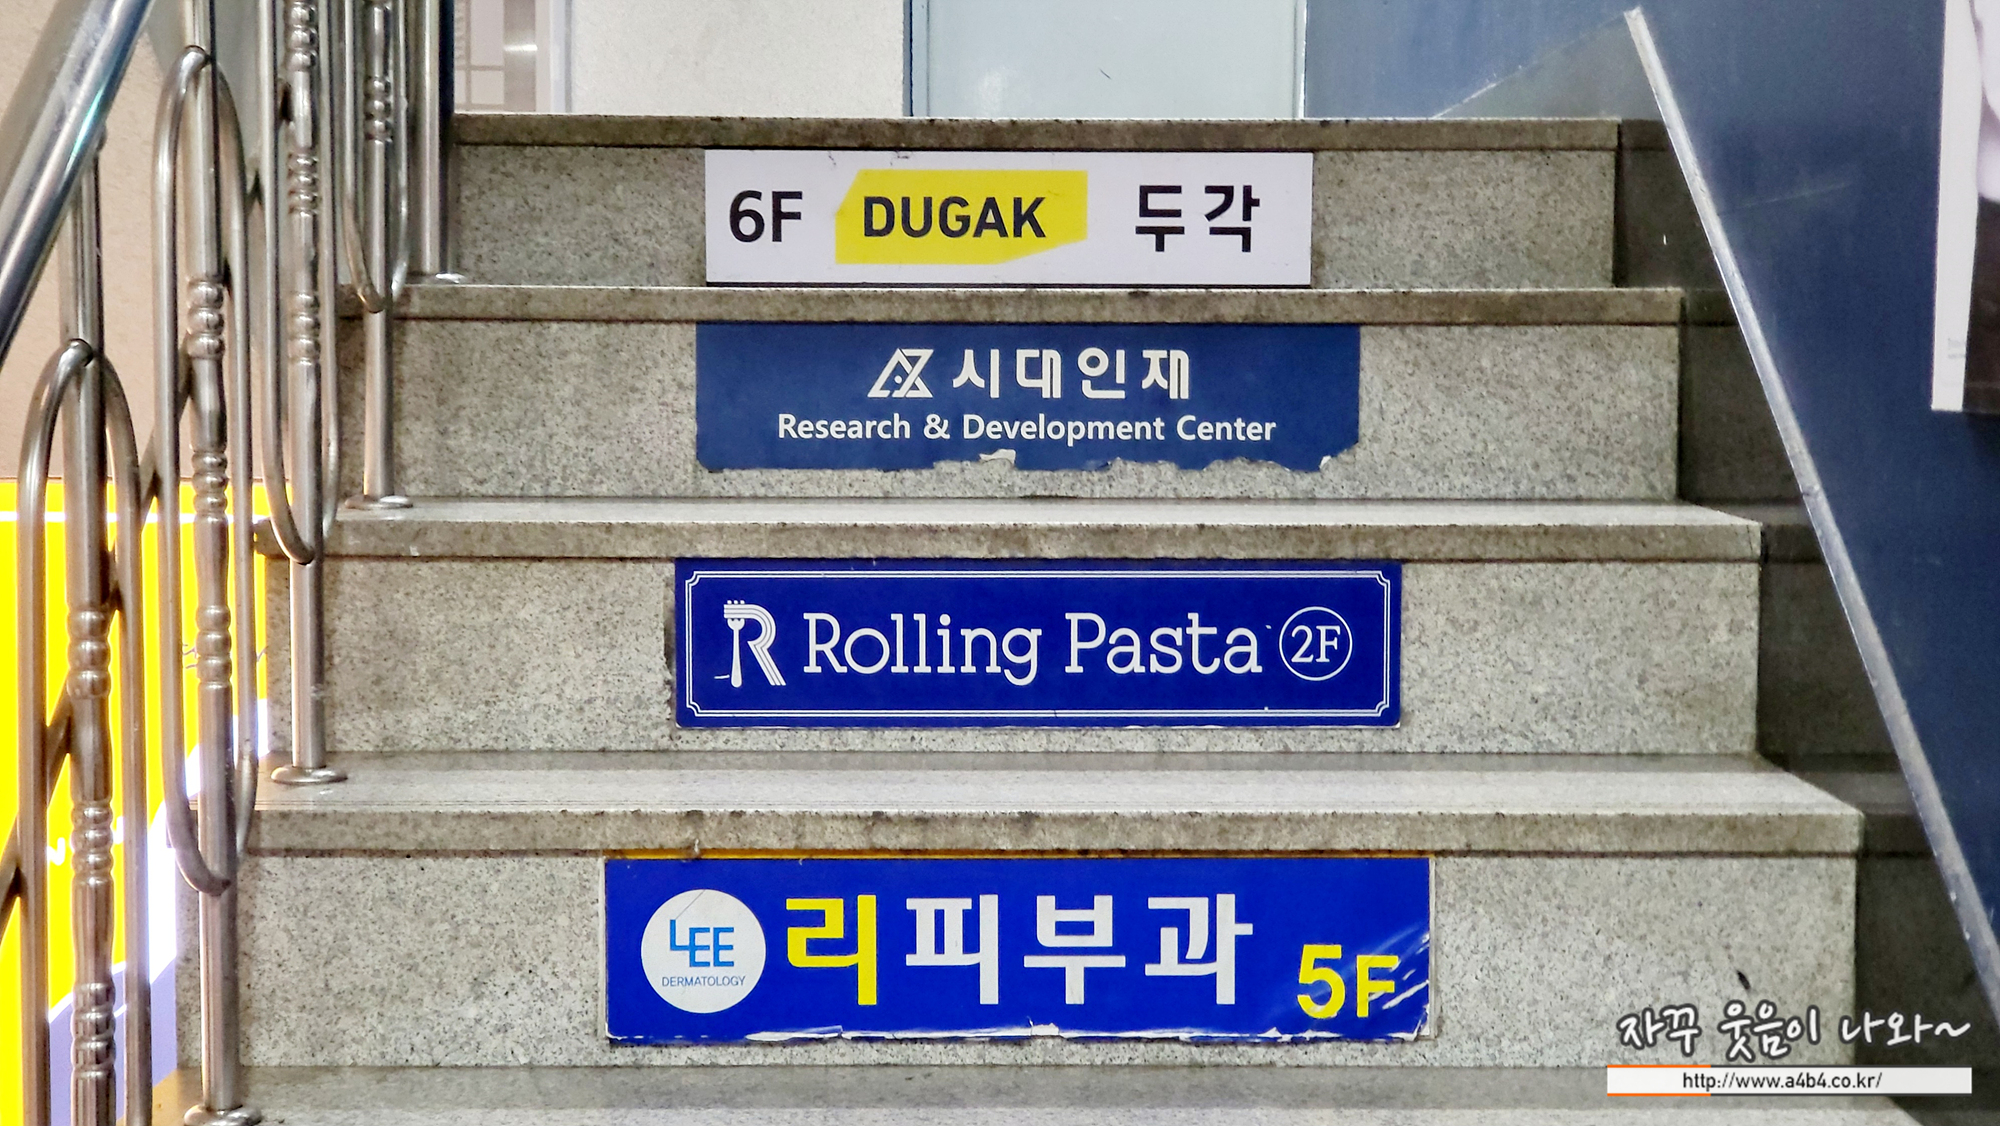 6F DUGAK 두각
시대인재
Research & Development Center
R Rolling Pasta 2F
LEE
DERMATOLOGY
리피부과 5F
자꾸 웃음이 나와~
http://www.a4b4.co.kr/